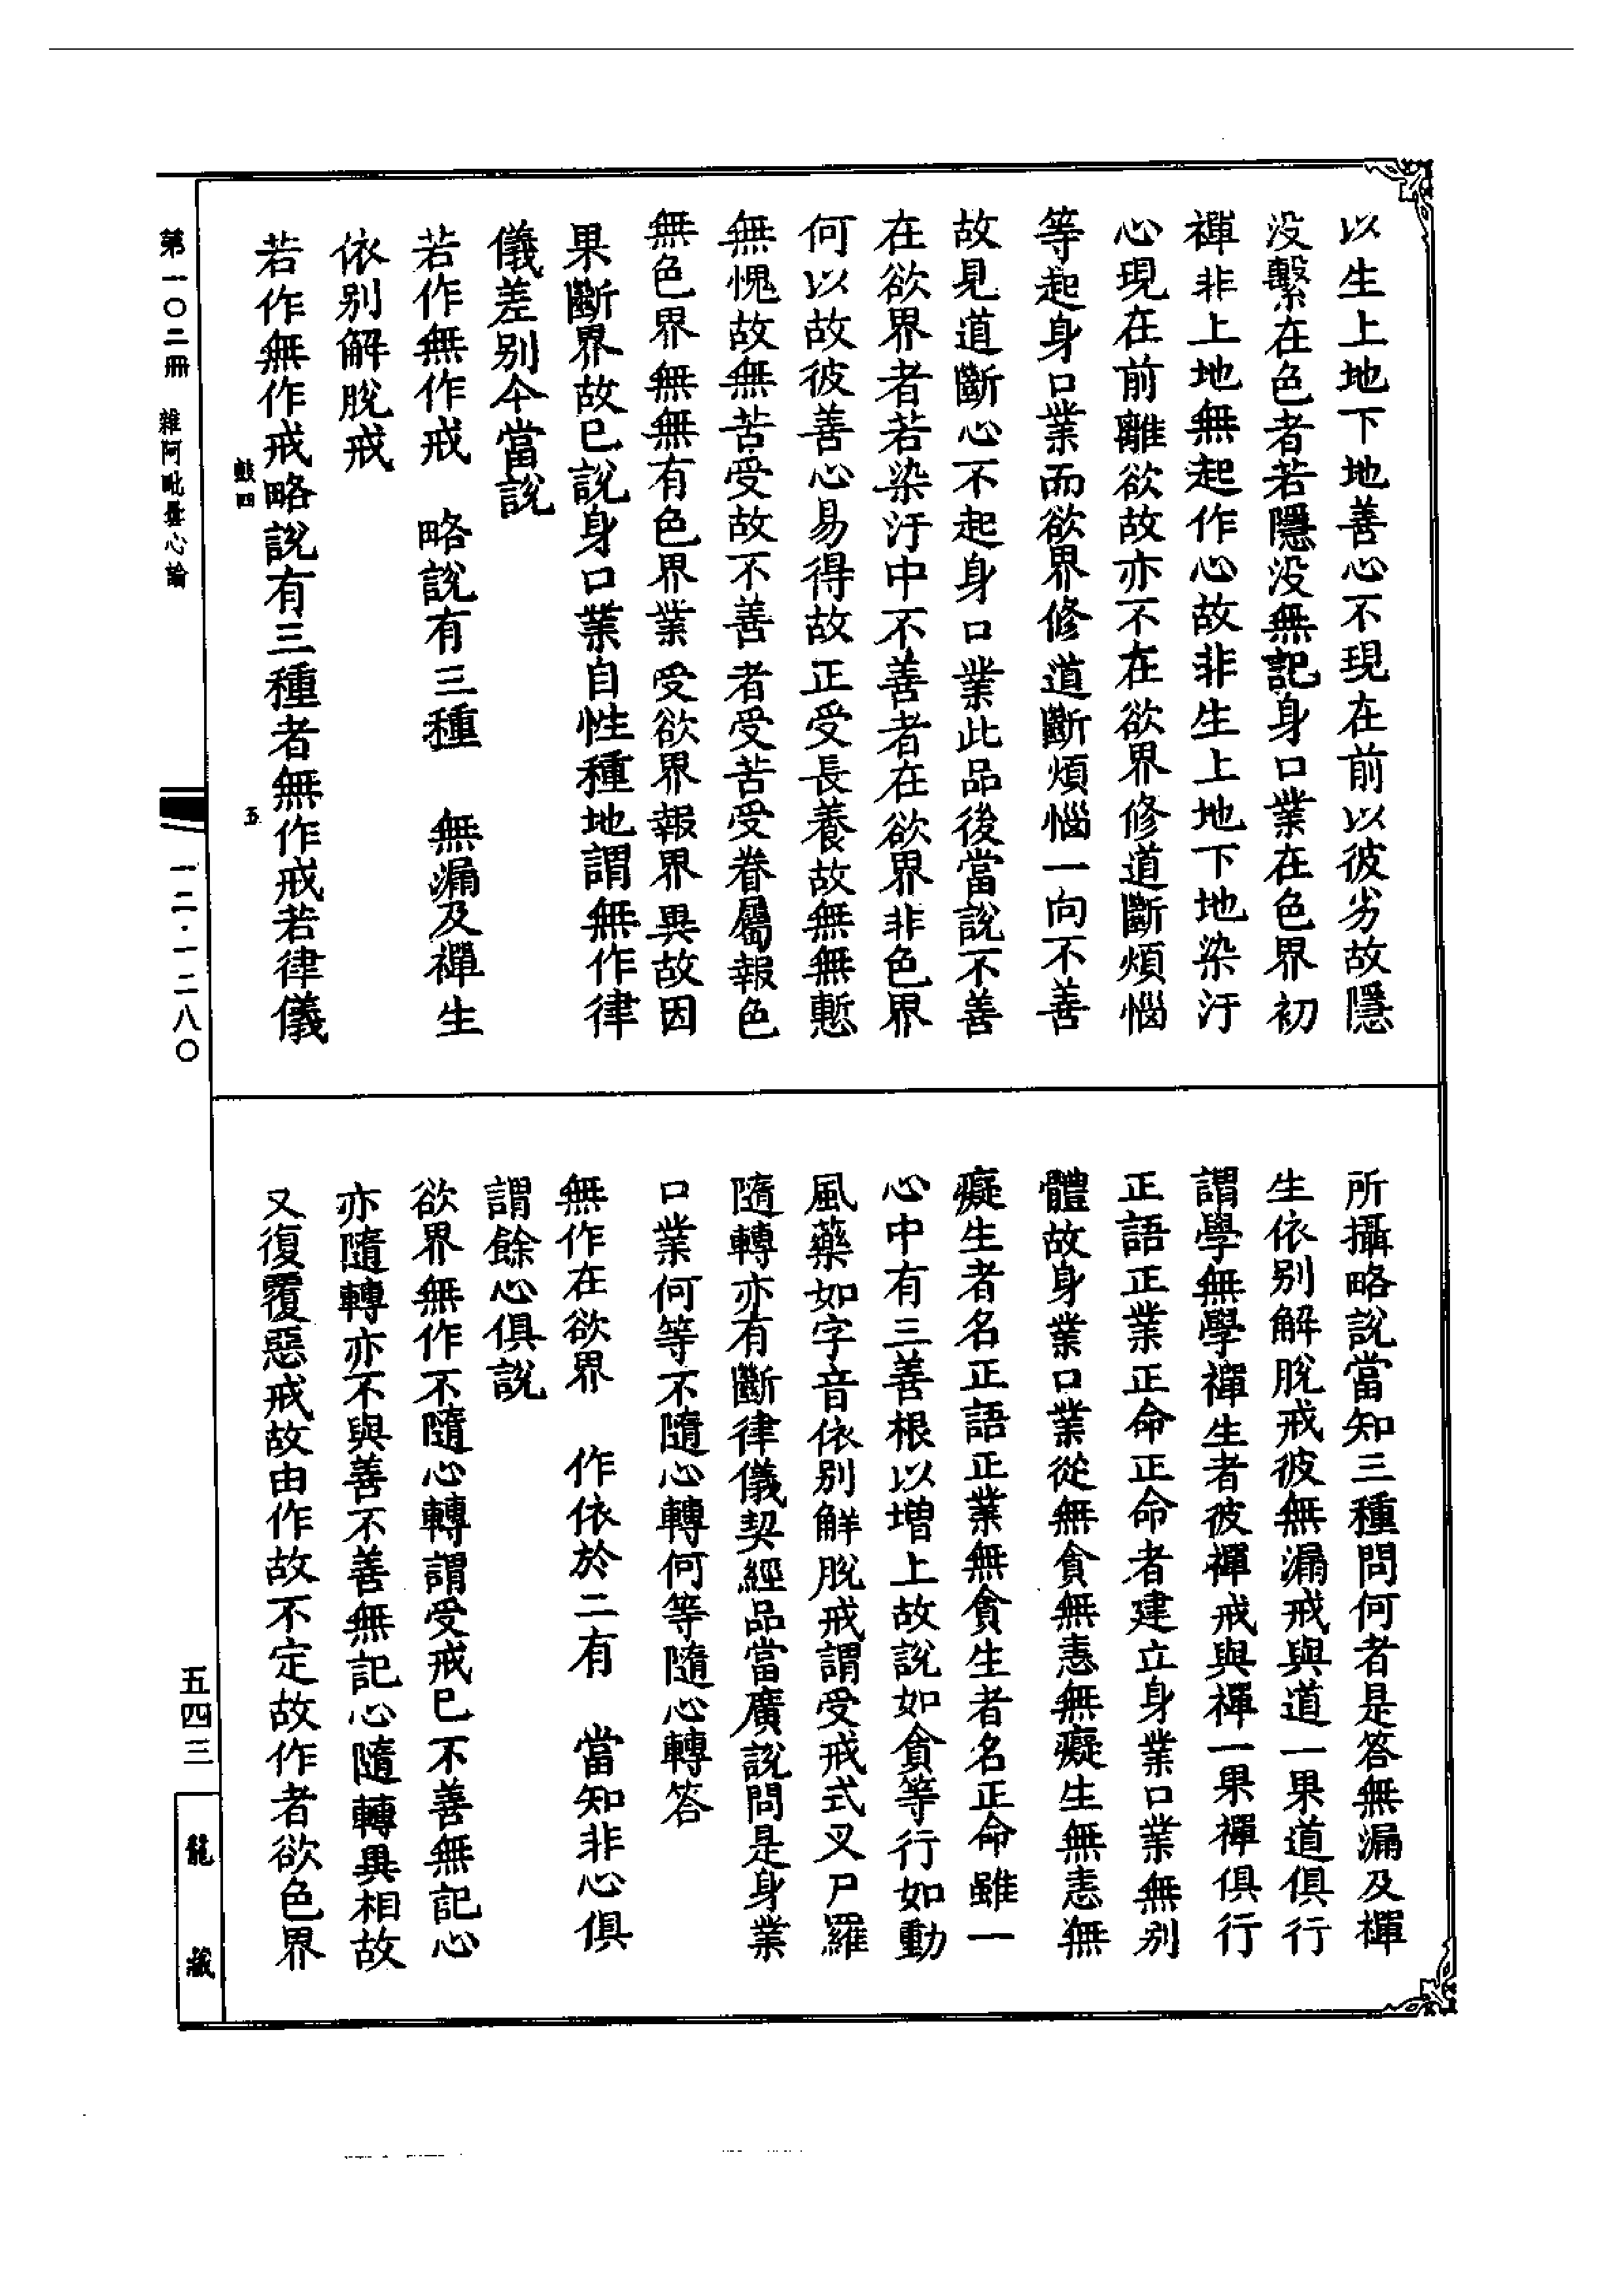 以生上地下地善心不現在前以彼劣故隱
没繫在色者若隱没無記身口業在色界初
禪非上地無起作心故非生上地下地染汙
心現在前離欲故亦不在欲界修道斷煩惱
等起身口業而欲界修道斷煩惱一向不善
故見道斷心不起身口業此品後當說不善
在欲界者若染汙中不善者在欲界非色界
何以故彼善心易得故正受長養故無無慙
無愧故無苦受故不善者受苦受眷屬報色
無色界無無有色界業受欲界報界異故因
果斷界故已說身口業自性種地謂無作律
儀差别今當說
若作無作戒　略說有三種　無漏及禪生
依别解脫戒
若作無作戒略說有三種者無作戒若律儀
所攝略說當知三種問何者是答無漏及禪
生依别解脫戒彼無漏戒與道一果道俱行
謂學無學禪生者彼禪戒與禪一果禪俱行
正語正業正命正命者建立身業口業無别
體故身業口業從無貪無恚無癡生無恚無
癡生者名正語正業無貪生者名正命雖一
心中有三善根以增上故說如貪等行如動
風藥如字音依别解脫戒謂受戒式叉尸羅
隨轉亦有斷律儀契經品當廣說問是身業
口業何等不隨心轉何等隨心轉答
無作在欲界　作依於二有　當知非心俱
謂餘心俱說
欲界無作不隨心轉謂受戒已不善無記心
亦隨轉亦不與善不善無記心隨轉異相故
又復覆惡戒故由作故不定故作者欲色界
第一〇二冊　雜阿毗曇心論
四
五
一二·一二八〇
五四三
龍藏